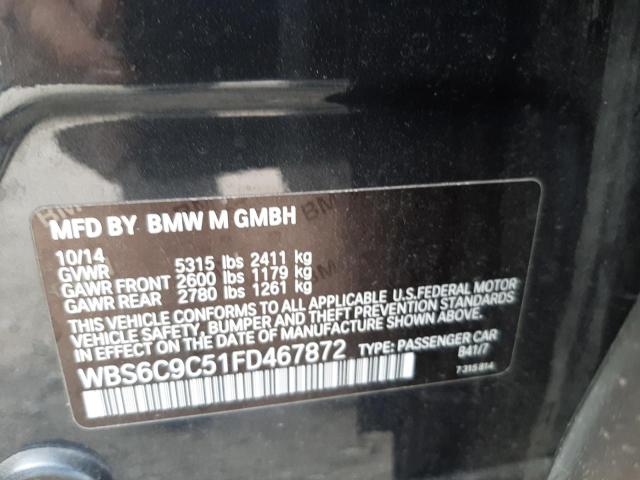 MFD BY BMW M GMBH
10/14
GVWR 5315 lbs 2411 kg
GAWR FRONT 2600 lbs 1179 kg
GAWR REAR 2780 lbs 1261 kg
THIS VEHICLE CONFORMS TO ALL APPLICABLE U.S.FEDERAL MOTOR
VEHICLE SAFETY, BUMPER AND THEFT PREVENTION STANDARDS
IN EFFECT ON THE DATE OF MANUFACTURE SHOWN ABOVE.
WBS6C9C51FD467872 TYPE: PASSENGER CAR
B41/7
7 315 814